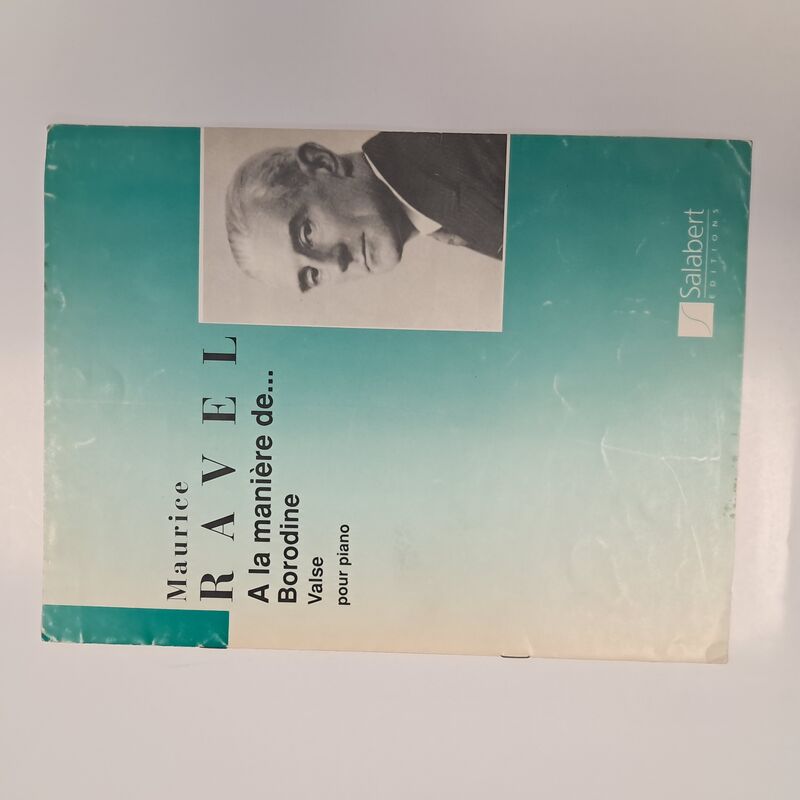 Maurice
RAVEL
A la manière de...
Borodine
Valse
pour piano
Salabert
EDITIONS